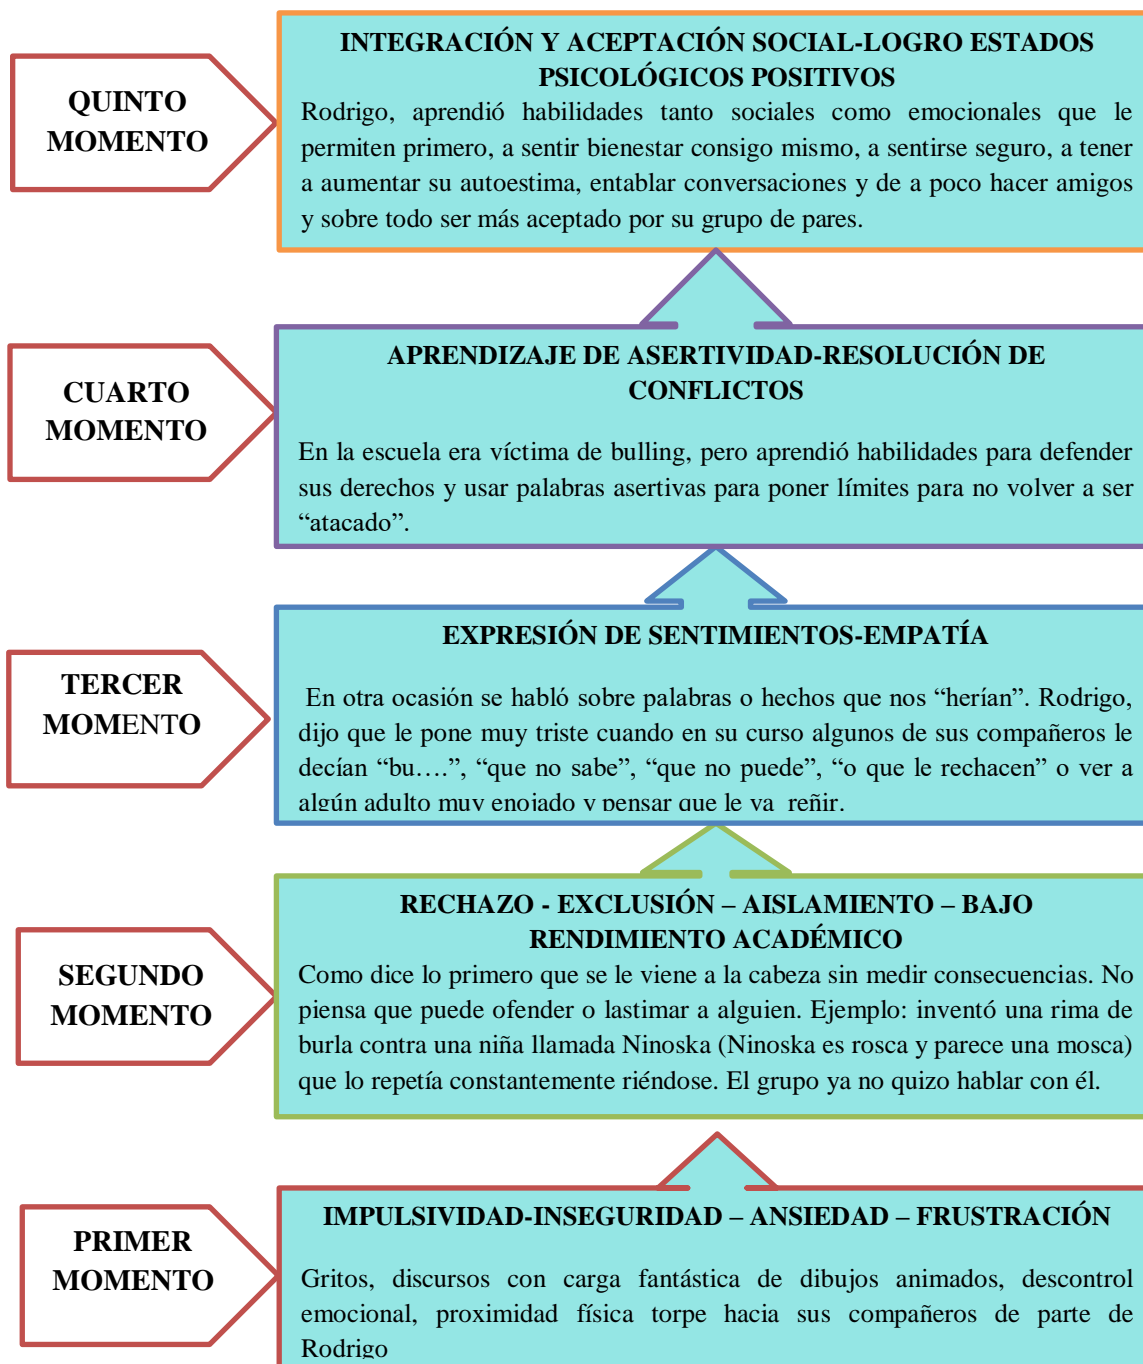 QUINTO
MOMENTO
INTEGRACIÓN Y ACEPTACIÓN SOCIAL-LOGRO ESTADOS
PSICOLÓGICOS POSITIVOS
Rodrigo, aprendió habilidades tanto sociales como emocionales que le
permiten primero, a sentir bienestar consigo mismo, a sentirse seguro, a tener
a aumentar su autoestima, entablar conversaciones y de a poco hacer amigos
y sobre todo ser más aceptado por su grupo de pares.
CUARTO
MOMENTO
APRENDIZAJE DE ASERTIVIDAD-RESOLUCIÓN DE
CONFLICTOS
En la escuela era víctima de bulling, pero aprendió habilidades para defender
sus derechos y usar palabras asertivas para poner límites para no volver a ser
“atacado”.
TERCER
MOMENTO
EXPRESIÓN DE SENTIMIENTOS-EMPATÍA
En otra ocasión se habló sobre palabras o hechos que nos “herían”. Rodrigo,
dijo que le pone muy triste cuando en su curso algunos de sus compañeros le
decían “bu….”, “que no sabe”, “que no puede”, “o que le rechacen” o ver a
algún adulto muy enojado y pensar que le va reñir.
SEGUNDO
MOMENTO
RECHAZO - EXCLUSIÓN – AISLAMIENTO – BAJO
RENDIMIENTO ACADÉMICO
Como dice lo primero que se le viene a la cabeza sin medir consecuencias. No
piensa que puede ofender o lastimar a alguien. Ejemplo: inventó una rima de
burla contra una niña llamada Ninoska (Ninoska es rosca y parece una mosca)
que lo repetía constantemente riéndose. El grupo ya no quizo hablar con él.
PRIMER
MOMENTO
IMPULSIVIDAD-INSEGURIDAD – ANSIEDAD – FRUSTRACIÓN
Gritos, discursos con carga fantástica de dibujos animados, descontrol
emocional, proximidad física torpe hacia sus compañeros de parte de
Rodrigo